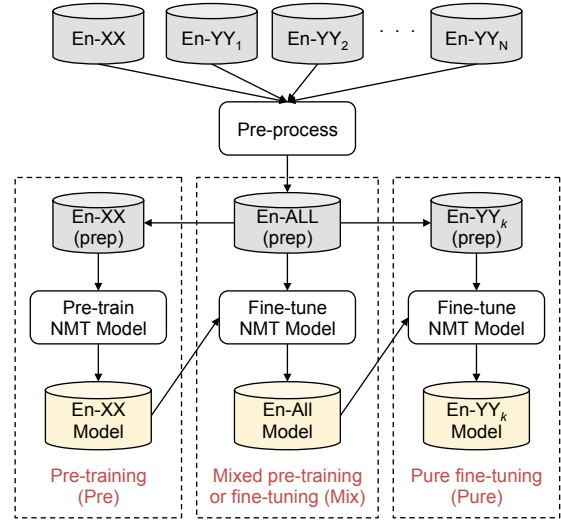 En-XX
En-YY1
En-YY2
. . .
En-YYN
Pre-process
En-XX
(prep)
En-ALL
(prep)
En-YYk
(prep)
Pre-train
NMT Model
Fine-tune
NMT Model
Fine-tune
NMT Model
En-XX
Model
En-All
Model
En-YYk
Model
Pre-training
(Pre)
Mixed pre-training
or fine-tuning (Mix)
Pure fine-tuning
(Pure)